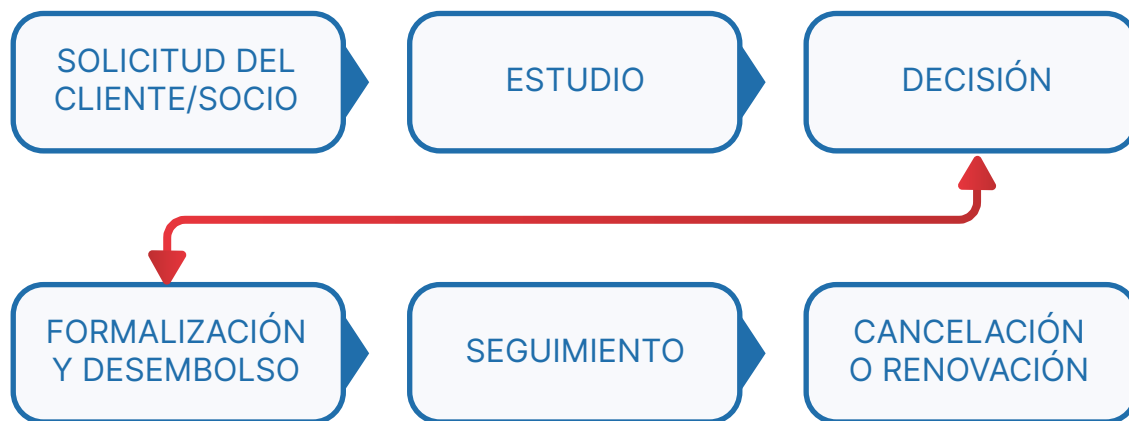 SOLICITUD DEL
CLIENTE/SOCIO
ESTUDIO
DECISIÓN
FORMALIZACIÓN
Y DESEMBOLSO
SEGUIMIENTO
CANCELACIÓN
O RENOVACIÓN